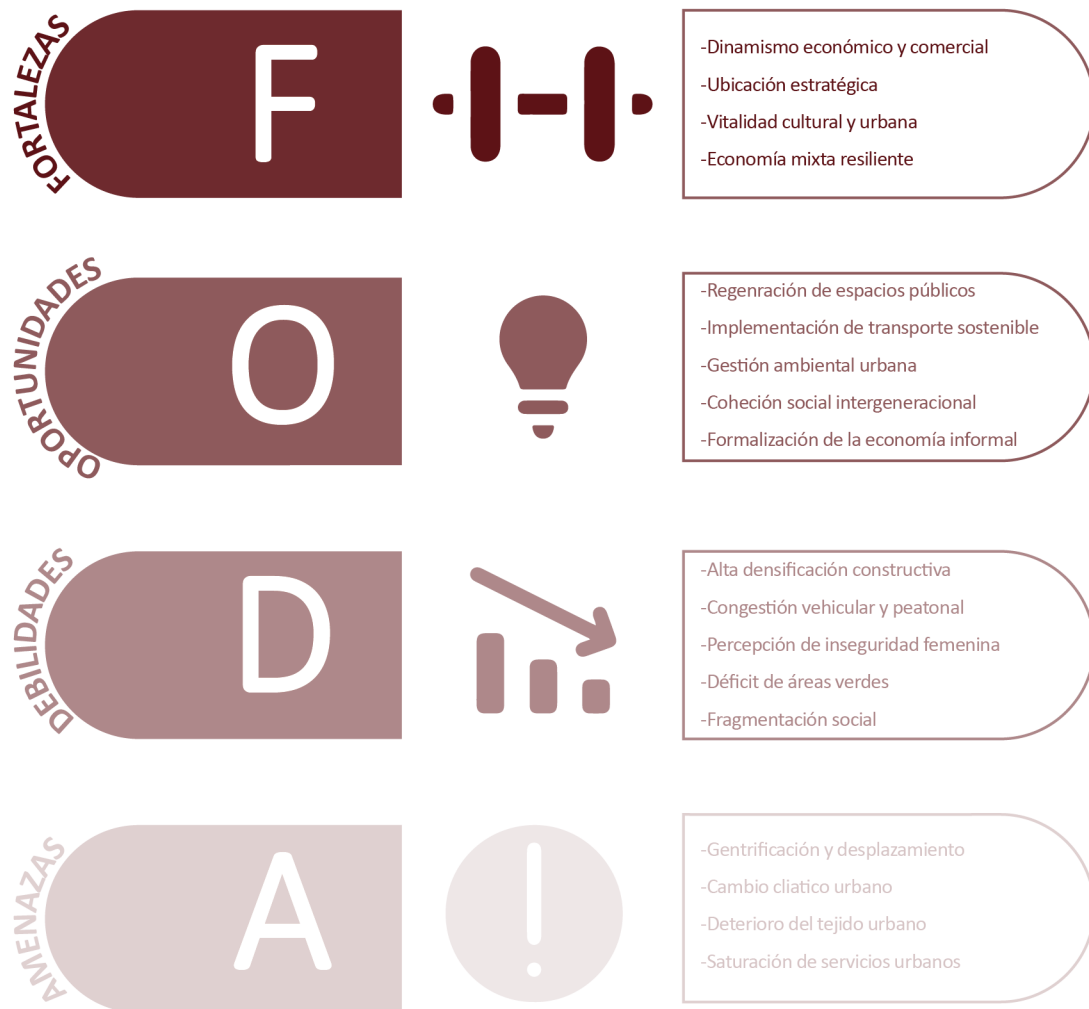 FORTALEZAS
F
-Dinamismo económico y comercial
-Ubicación estratégica
-Vitalidad cultural y urbana
-Economía mixta resiliente
OPORTUNIDADES
O
-Regenración de espacios públicos
-Implementación de transporte sostenible
-Gestión ambiental urbana
-Coheción social intergeneracional
-Formalización de la economía informal
DEBILIDADES
D
-Alta densificación constructiva
-Congestión vehicular y peatonal
-Percepción de inseguridad femenina
-Déficit de áreas verdes
-Fragmentación social
AMENAZAS
A
!
-Gentrificación y desplazamiento
-Cambio cliatico urbano
-Deterioro del tejido urbano
-Saturación de servicios urbanos